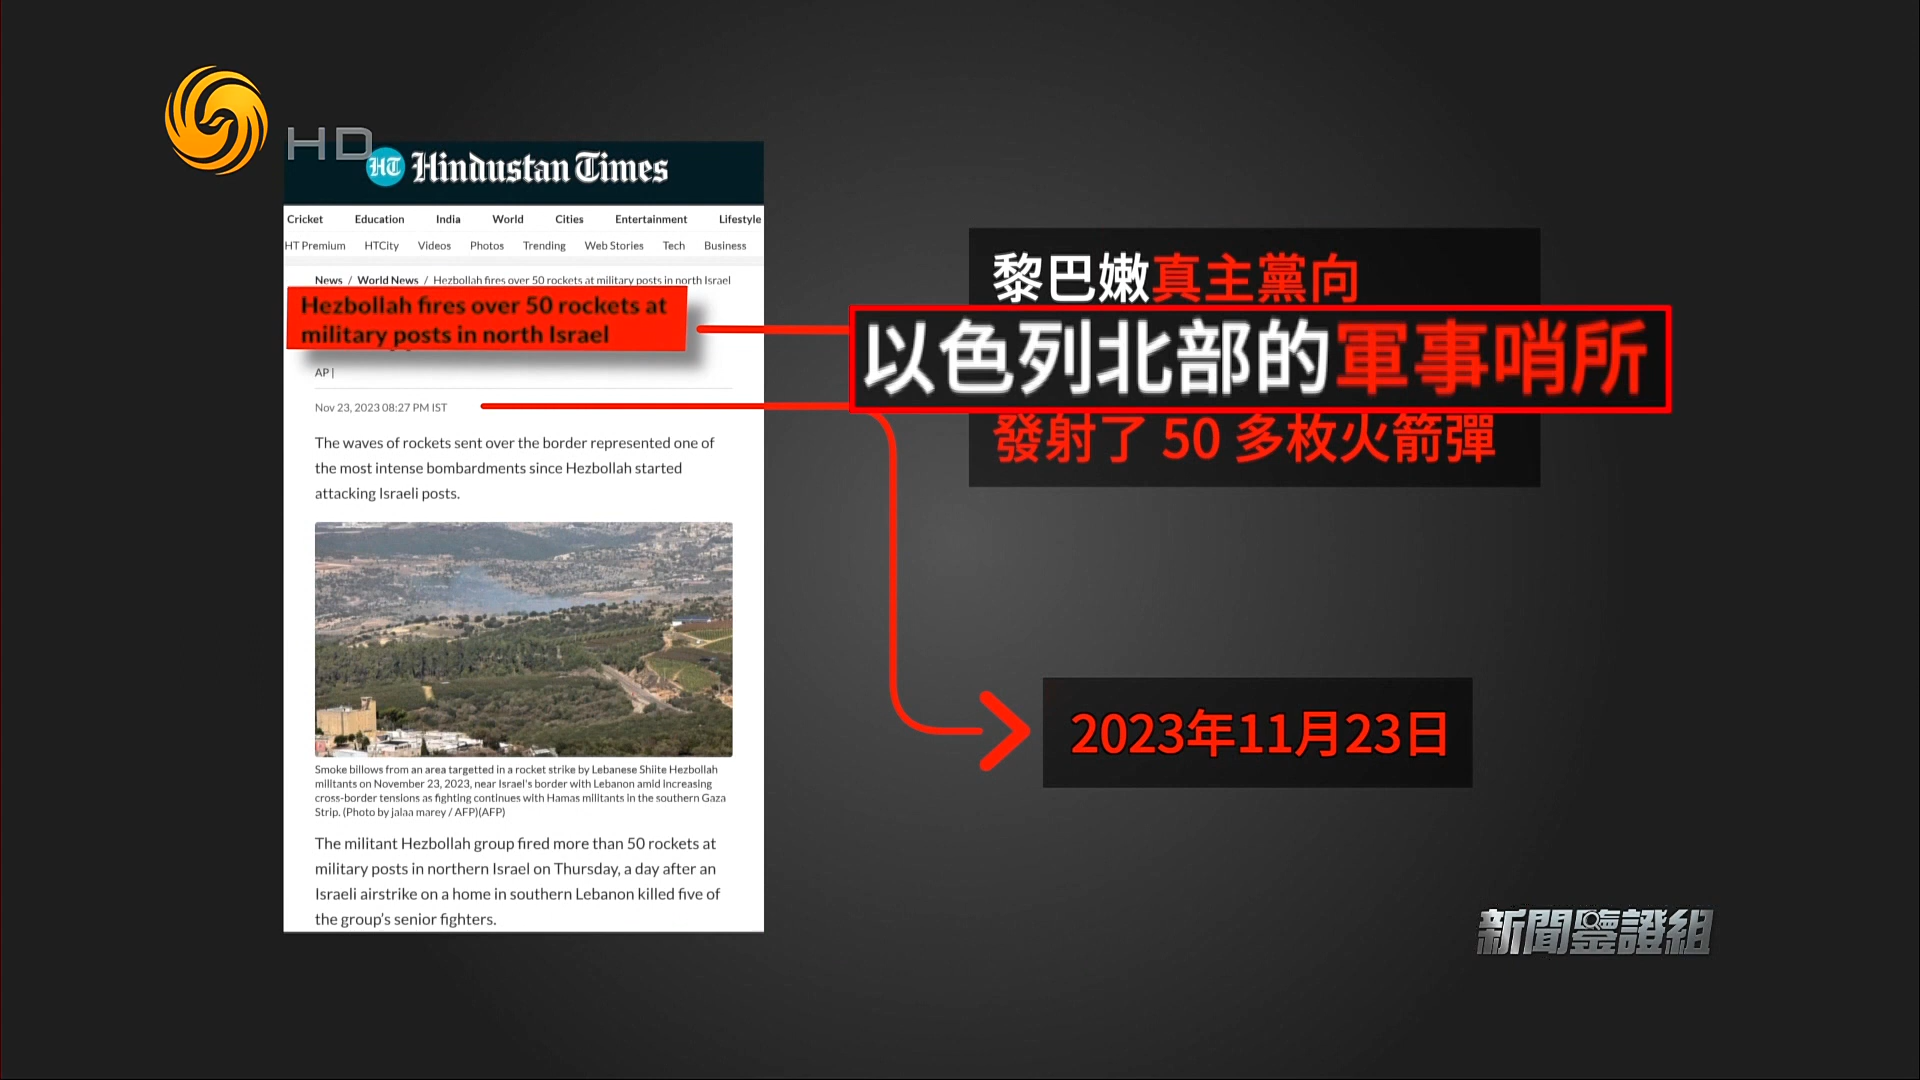 HD
HT Hindustan Times
Cricket Education India World Cities Entertainment Lifestyle
HT Premium HTCity Videos Photos Trending Web Stories Tech Business
News / World News / Hezbollah fires over 50 rockets at military posts in north Israel
Hezbollah fires over 50 rockets at
military posts in north Israel
AP |
Nov 23, 2023 08:27 PM IST
The waves of rockets sent over the border represented one of
the most intense bombardments since Hezbollah started
attacking Israeli posts.
Smoke billows from an area targetted in a rocket strike by Lebanese Shiite Hezbollah
militants on November 23, 2023, near Israel's border with Lebanon amid increasing
cross-border tensions as fighting continues with Hamas militants in the southern Gaza
Strip. (Photo by jalaa marey / AFP)(AFP)
The militant Hezbollah group fired more than 50 rockets at
military posts in northern Israel on Thursday, a day after an
Israeli airstrike on a home in southern Lebanon killed five of
the group's senior fighters.
黎巴嫩真主黨向
以色列北部的軍事哨所
發射了 50 多枚火箭彈
2023年11月23日
新聞鑒證組